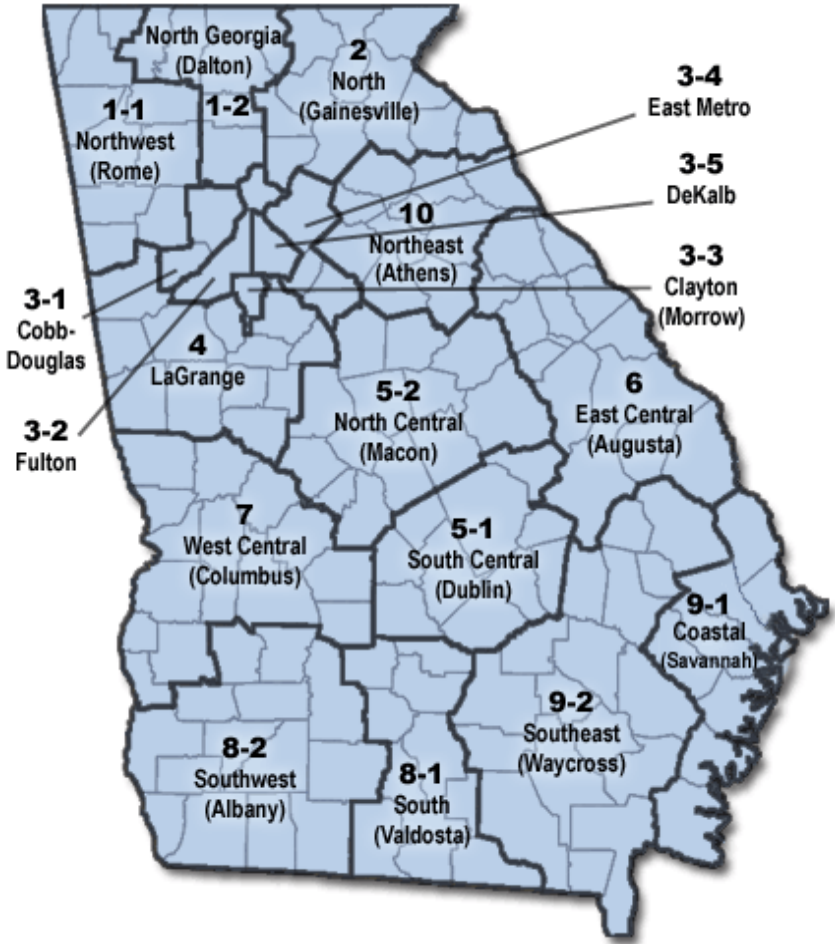 North Georgia
(Dalton)
1-2
2
North
(Gainesville)
1-1
Northwest
(Rome)
3-4
East Metro
3-5
DeKalb
10
Northeast
(Athens)
3-3
Clayton
(Morrow)
3-1
Cobb-
Douglas
4
LaGrange
3-2
Fulton
5-2
North Central
(Macon)
6
East Central
(Augusta)
7
West Central
(Columbus)
5-1
South Central
(Dublin)
9-1
Coastal
(Savannah)
9-2
Southeast
(Waycross)
8-2
Southwest
(Albany)
8-1
South
(Valdosta)